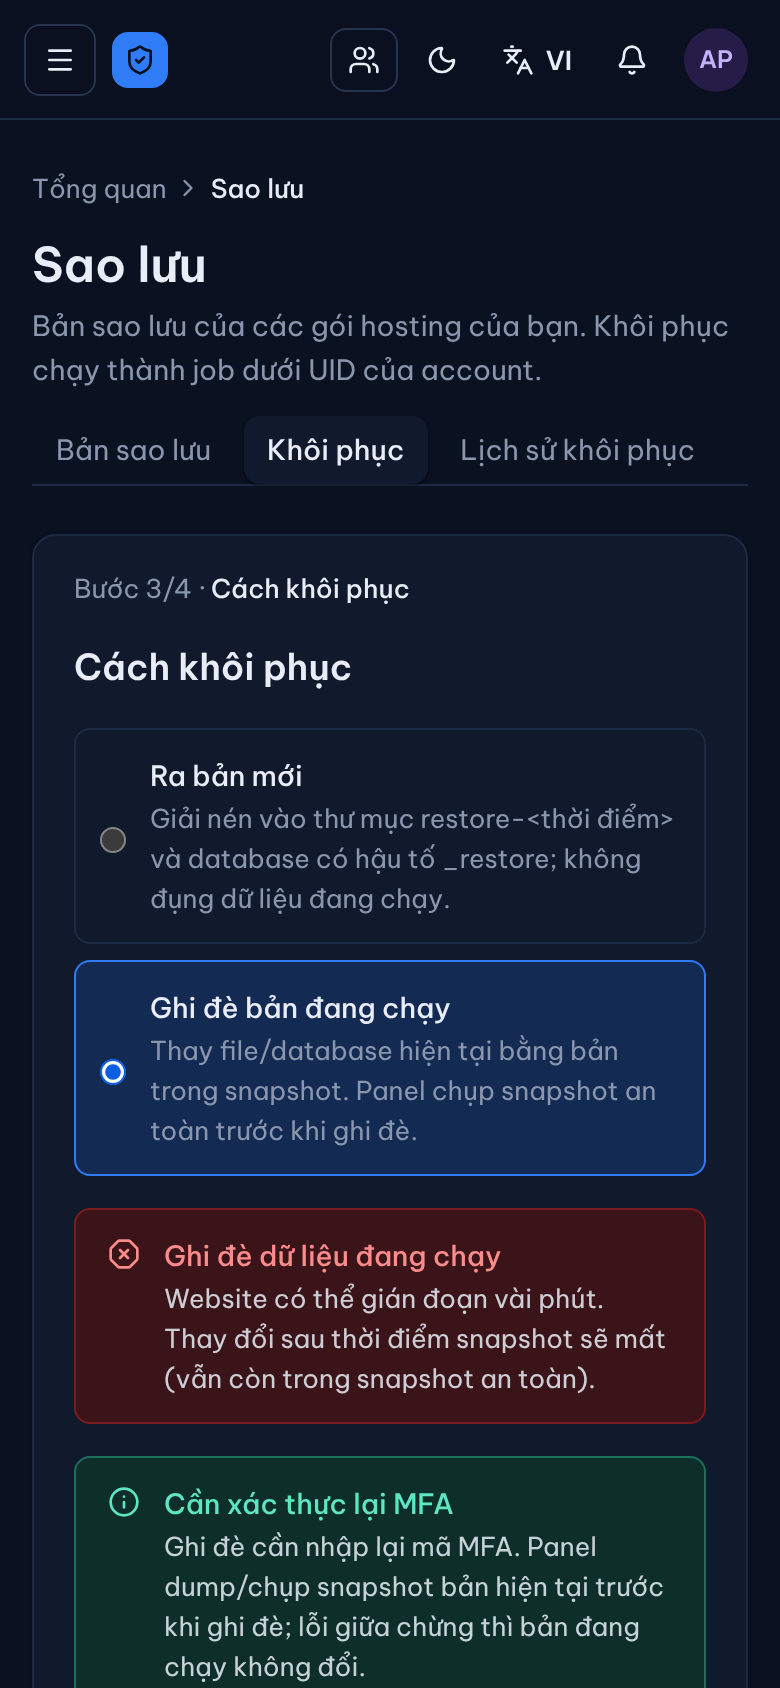 VI
AP
Tổng quan > Sao lưu
Sao lưu
Bản sao lưu của các gói hosting của bạn. Khôi phục
chạy thành job dưới UID của account.
Bản sao lưu Khôi phục Lịch sử khôi phục
Bước 3/4 · Cách khôi phục
Cách khôi phục
Ra bản mới
Giải nén vào thư mục restore-<thời điểm>
và database có hậu tố _restore; không
đụng dữ liệu đang chạy.
Ghi đè bản đang chạy
Thay file/database hiện tại bằng bản
trong snapshot. Panel chụp snapshot an
toàn trước khi ghi đè.
Ghi đè dữ liệu đang chạy
Website có thể gián đoạn vài phút.
Thay đổi sau thời điểm snapshot sẽ mất
(vẫn còn trong snapshot an toàn).
Cần xác thực lại MFA
Ghi đè cần nhập lại mã MFA. Panel
dump/chụp snapshot bản hiện tại trước
khi ghi đè; lỗi giữa chừng thì bản đang
chạy không đổi.